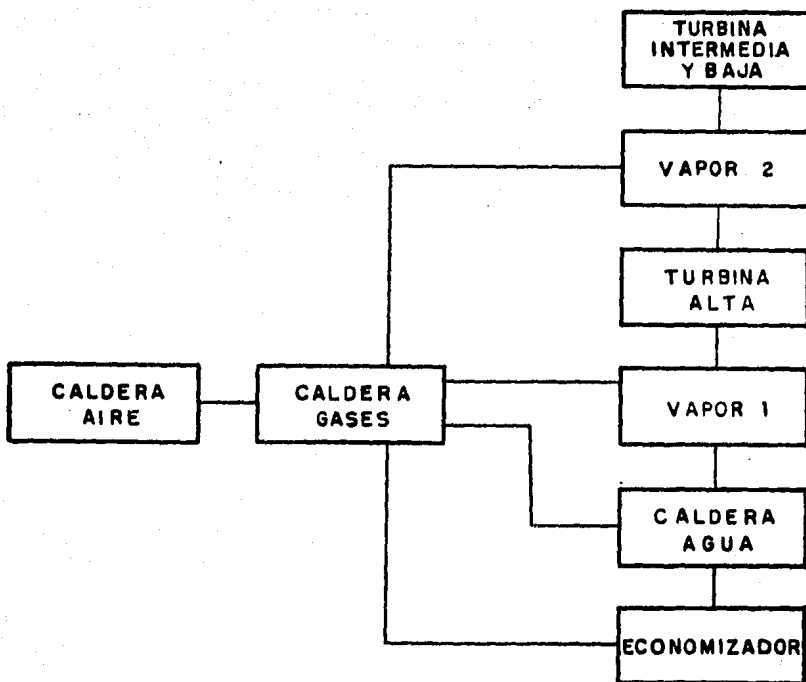 TURBINA
INTERMEDIA
Y BAJA
VAPOR 2
TURBINA
ALTA
CALDERA
AIRE
CALDERA
GASES
VAPOR 1
CALDERA
AGUA
ECONOMIZADOR